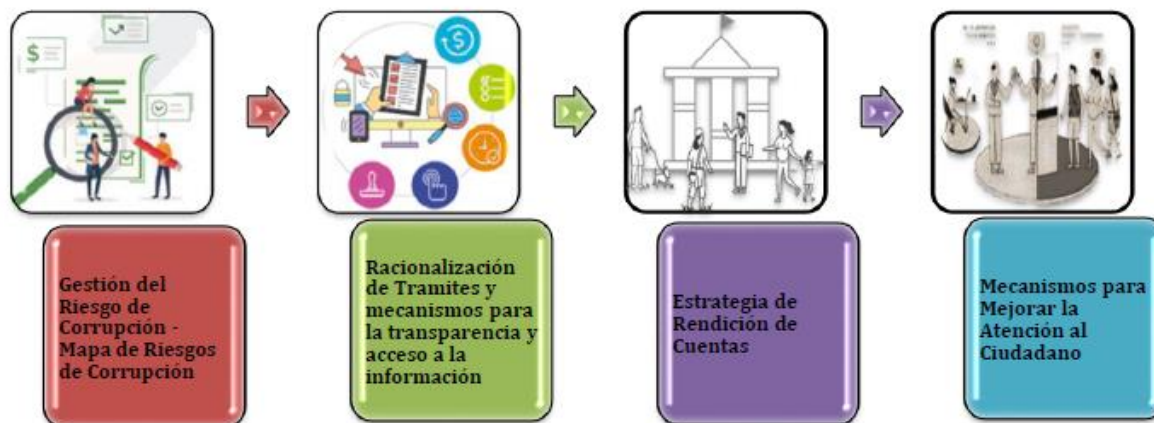 Gestión del
Riesgo de
Corrupción -
Mapa de Riesgos
de Corrupción
Racionalización
de Tramites y
mecanismos para
la transparencia y
acceso a la
información
Estrategia de
Rendición de
Cuentas
Mecanismos para
Mejorar la
Atención al
Ciudadano